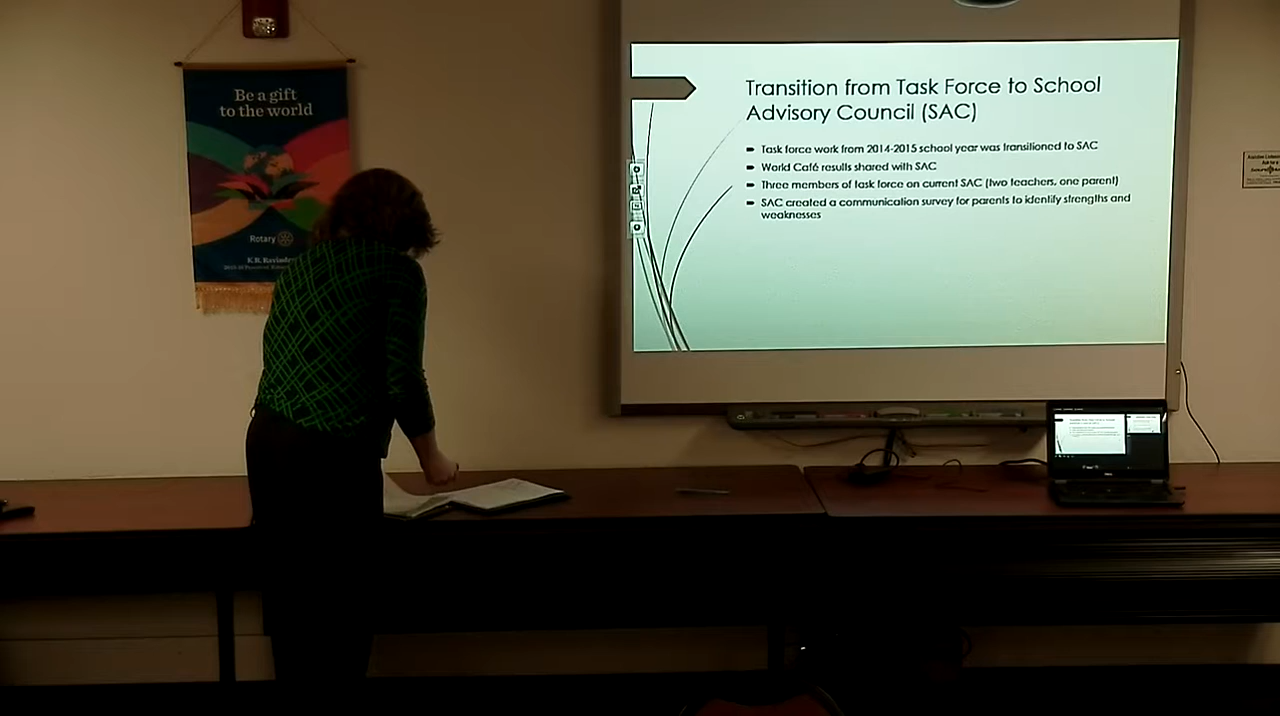 Be a gift
to the world
Rotary
Transition from Task Force to School
Advisory Council (SAC)
Task force work from 2014-2015 school year was transitioned to SAC
World Café results shared with SAC
Three members of task force on current SAC (two teachers, one parent)
SAC created a communication survey for parents to identify strengths and
weaknesses